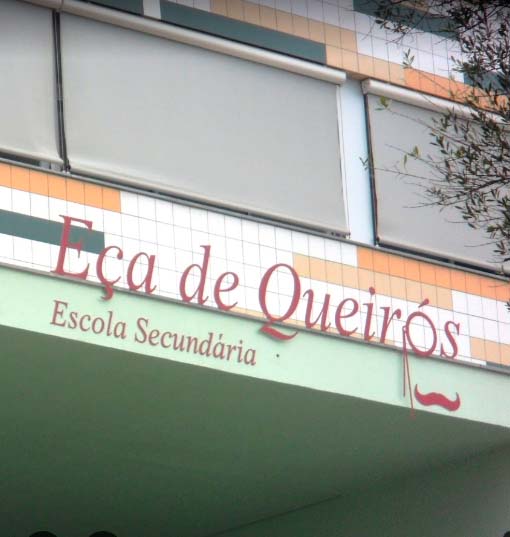 Eça de Queirós
Escola Secundária